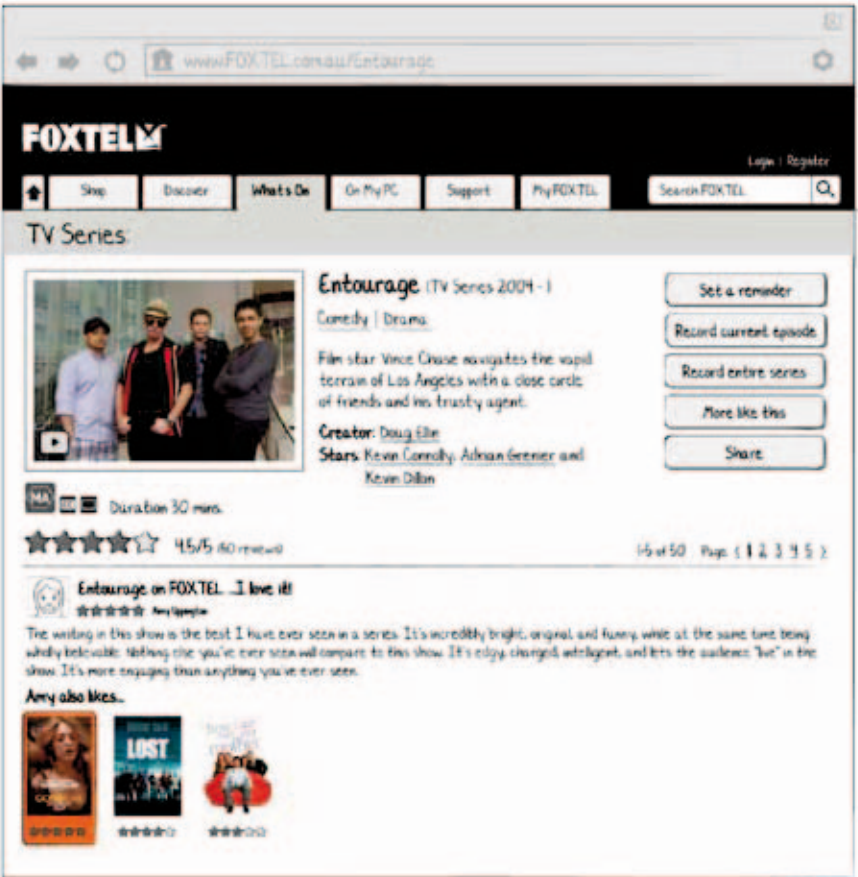 www.FOXTEL.com.au/Entourage
FOXTEL
Login | Register
Shop Discover What's On On My PC Support My FOXTEL Search FOXTEL
TV Series
Entourage (TV Series 2004 - )
Comedy | Drama
Film star Vince Chase navigates the vapid
terrain of Los Angeles with a close circle
of friends and his trusty agent.
Creator: Doug Ellin
Stars: Kevin Connolly, Adrian Grenier and
Kevin Dillon
Set a reminder
Record current episode
Record entire series
More like this
Share
MA Duration 30 mins.
4.5/5 (50 reviews)
1-5 of 50 Page: < 1 2 3 4 5 >
Entourage on FOXTEL ...I love it!
Amy
The writing in this show is the best I have ever seen in a series. It's incredibly bright, original, and funny, while at the same time being
wholly believable. Nothing else you've ever seen will compare to this show. It's edgy, charged, intelligent, and lets the audience "live" in the
show. It's more engaging than anything you've ever seen.
Amy also likes...
LOST